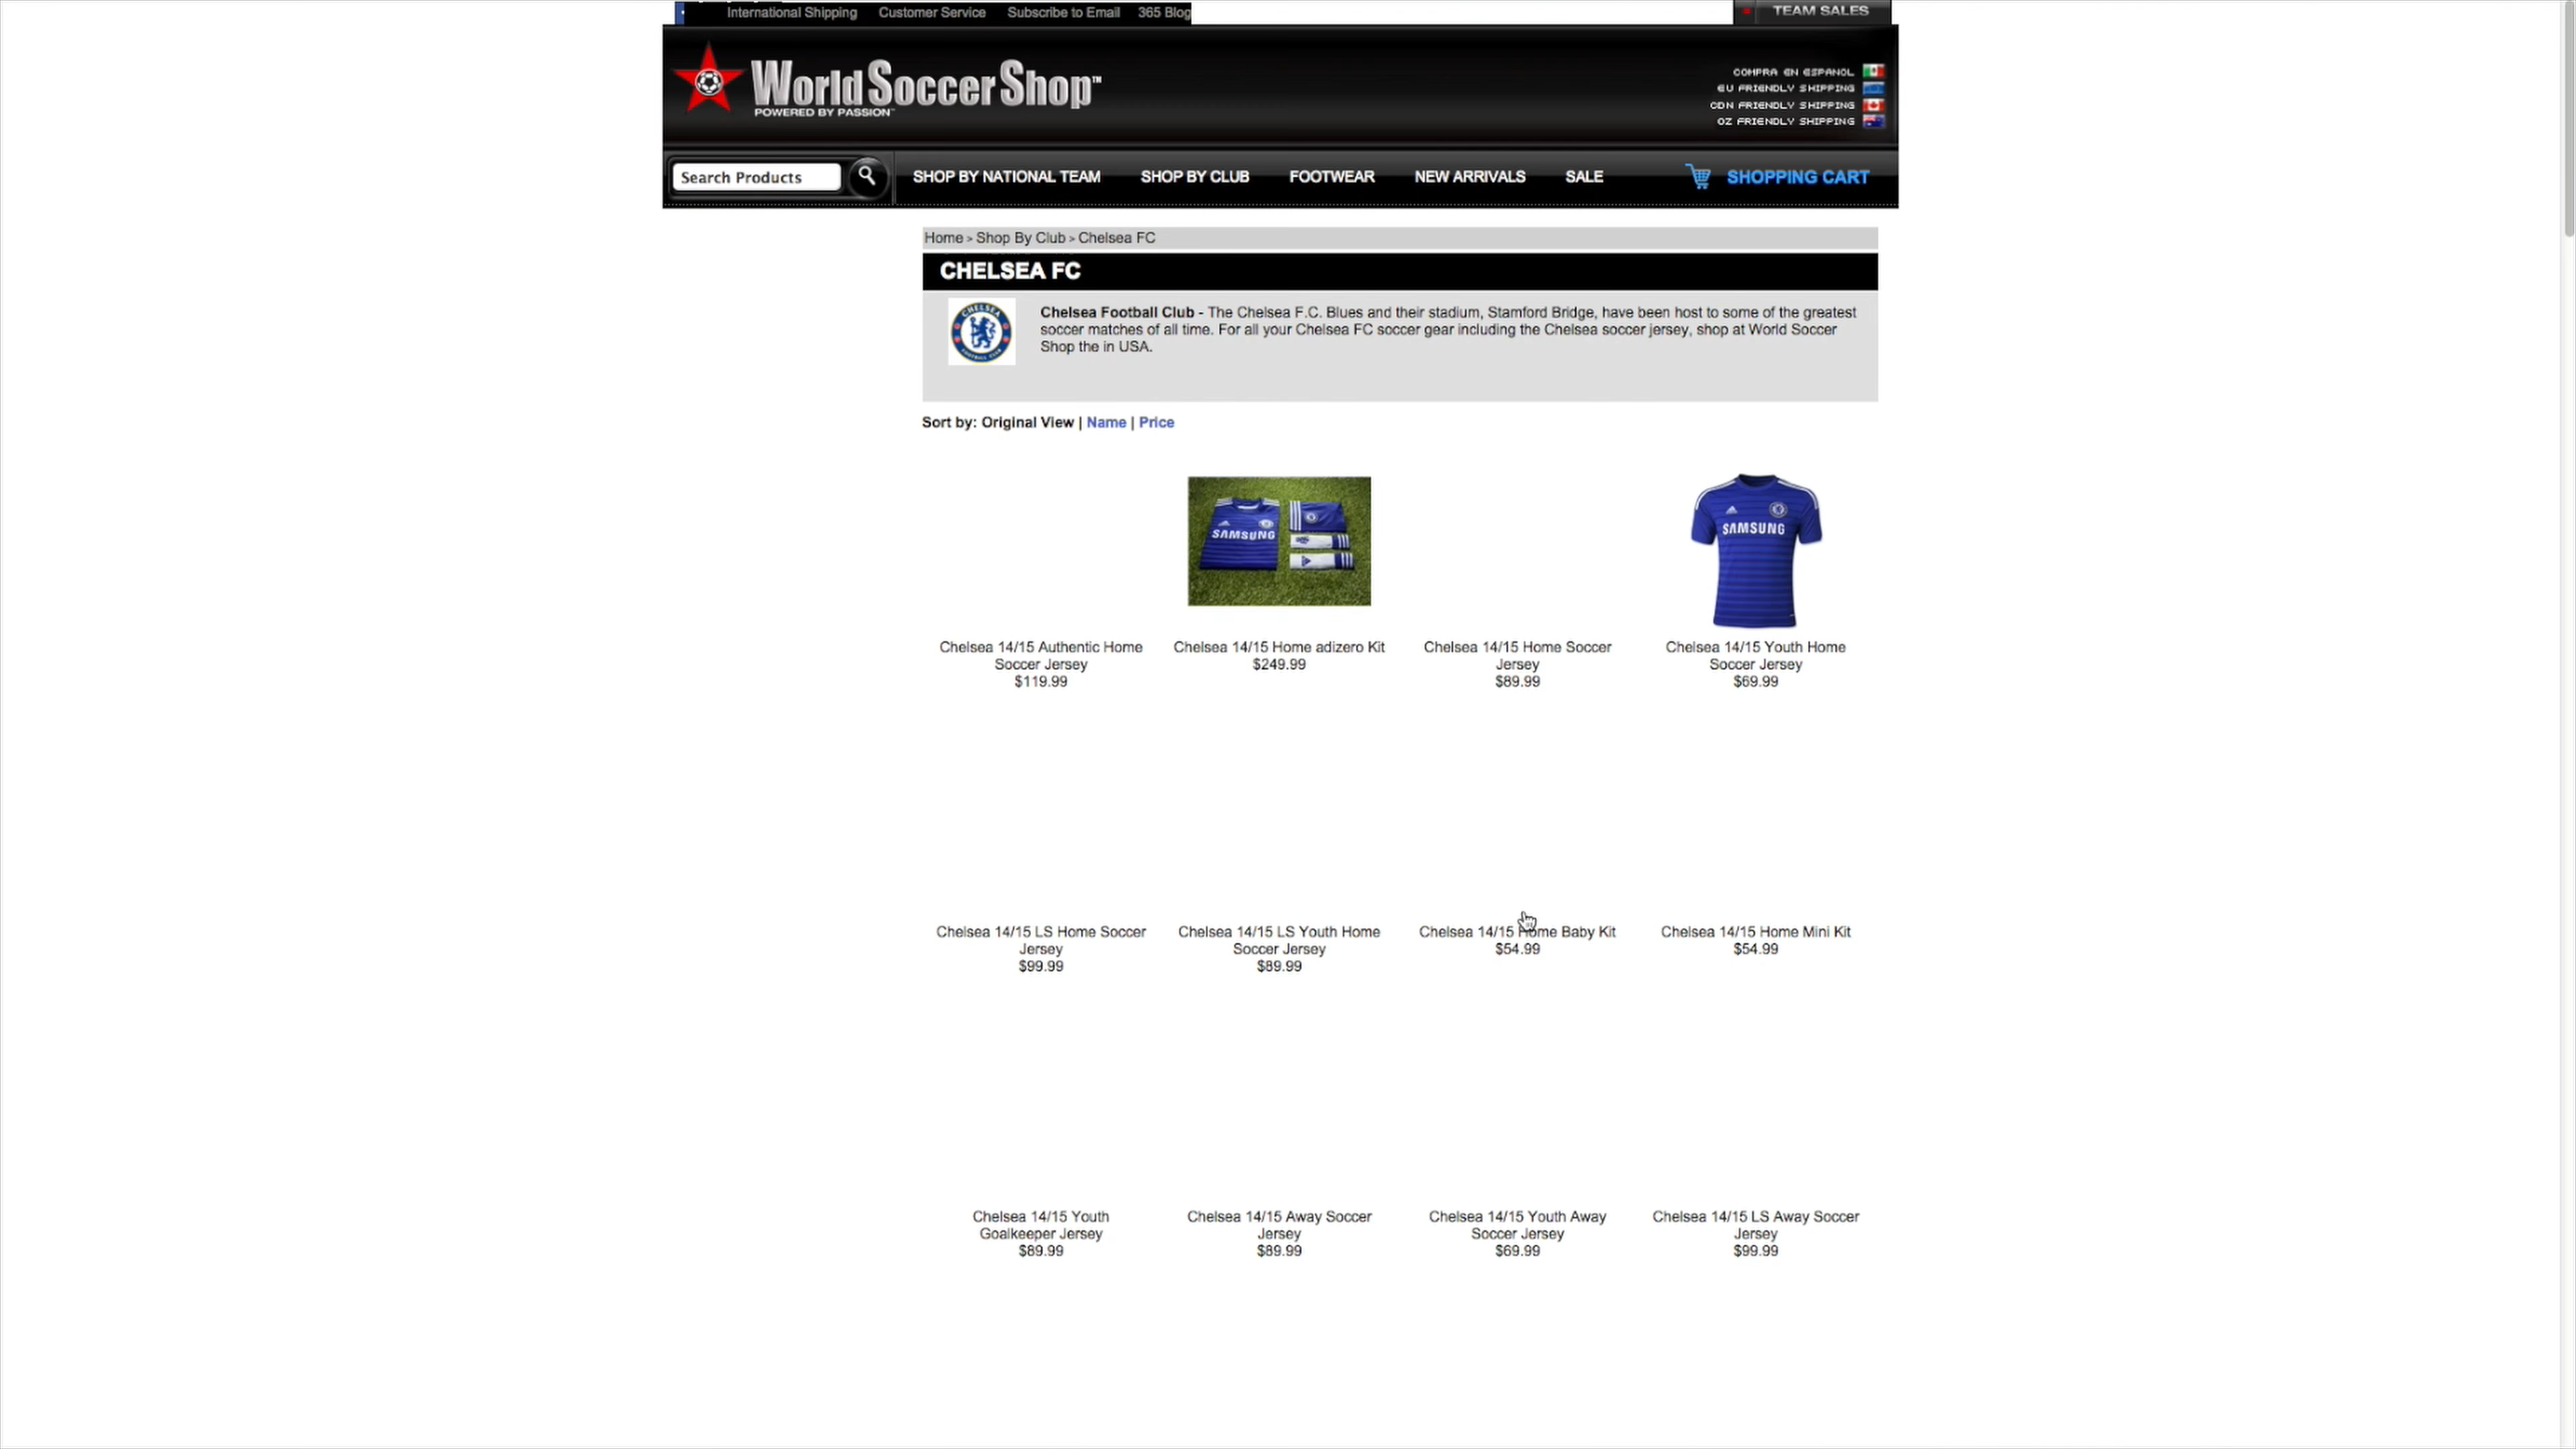 International Shipping Customer Service Subscribe to Email 365 Blog
TEAM SALES
World Soccer Shop™
POWERED BY PASSION™
COMPRA EN ESPANOL
EU FRIENDLY SHIPPING
CDN FRIENDLY SHIPPING
OZ FRIENDLY SHIPPING
Search Products
SHOP BY NATIONAL TEAM SHOP BY CLUB FOOTWEAR NEW ARRIVALS SALE SHOPPING CART
Home > Shop By Club > Chelsea FC
CHELSEA FC
CHELSEA
FOOTBALL CLUB
Chelsea Football Club - The Chelsea F.C. Blues and their stadium, Stamford Bridge, have been host to some of the greatest
soccer matches of all time. For all your Chelsea FC soccer gear including the Chelsea soccer jersey, shop at World Soccer
Shop the in USA.
Sort by: Original View | Name | Price
SAMSUNG
SAMSUNG
Chelsea 14/15 Authentic Home
Soccer Jersey
$119.99
Chelsea 14/15 Home adizero Kit
$249.99
Chelsea 14/15 Home Soccer
Jersey
$89.99
Chelsea 14/15 Youth Home
Soccer Jersey
$69.99
Chelsea 14/15 LS Home Soccer
Jersey
$99.99
Chelsea 14/15 LS Youth Home
Soccer Jersey
$89.99
Chelsea 14/15 Home Baby Kit
$54.99
Chelsea 14/15 Home Mini Kit
$54.99
Chelsea 14/15 Youth
Goalkeeper Jersey
$89.99
Chelsea 14/15 Away Soccer
Jersey
$89.99
Chelsea 14/15 Youth Away
Soccer Jersey
$69.99
Chelsea 14/15 LS Away Soccer
Jersey
$99.99